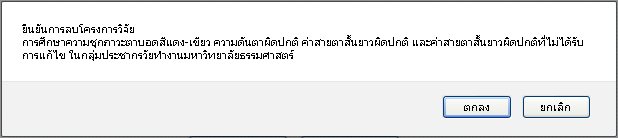 ยืนยันการลบโครงการวิจัย
การศึกษาความชุกภาวะตาบอดสีแดง-เขียว ความดันตาผิดปกติ ค่าสายตาสั้นยาวผิดปกติ และค่าสายตาสั้นยาวผิดปกติที่ไม่ได้รับ
การแก้ไข ในกลุ่มประชากรวัยทำงานมหาวิทยาลัยธรรมศาสตร์
ตกลง ยกเลิก